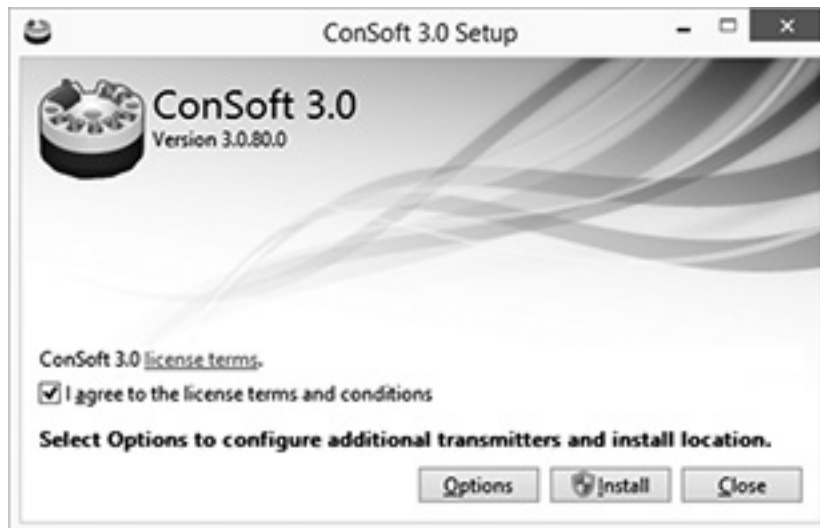 ConSoft 3.0 Setup
ConSoft 3.0
Version 3.0.80.0
ConSoft 3.0 license terms.
I agree to the license terms and conditions
Select Options to configure additional transmitters and install location.
Options
Install
Close